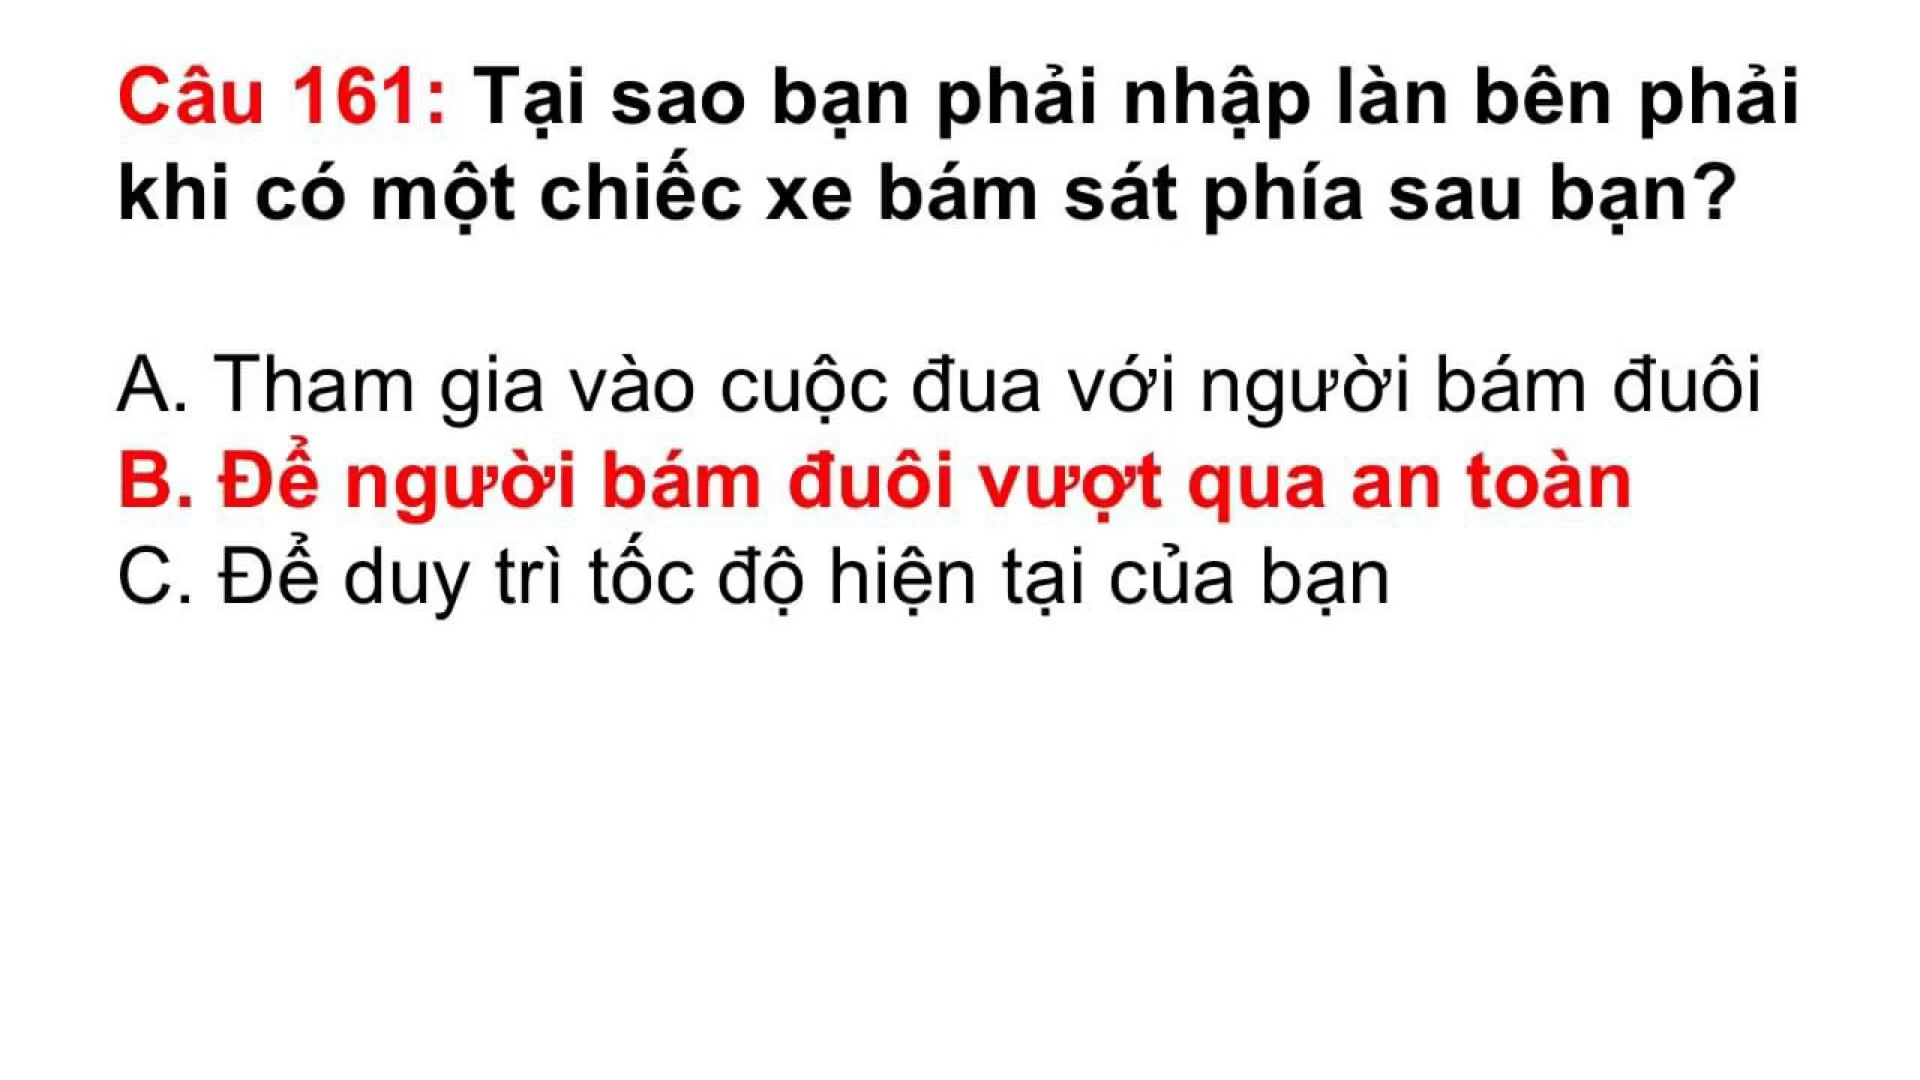 Câu 161: Tại sao bạn phải nhập làn bên phải
khi có một chiếc xe bám sát phía sau bạn?
A. Tham gia vào cuộc đua với người bám đuôi
B. Để người bám đuôi vượt qua an toàn
C. Để duy trì tốc độ hiện tại của bạn